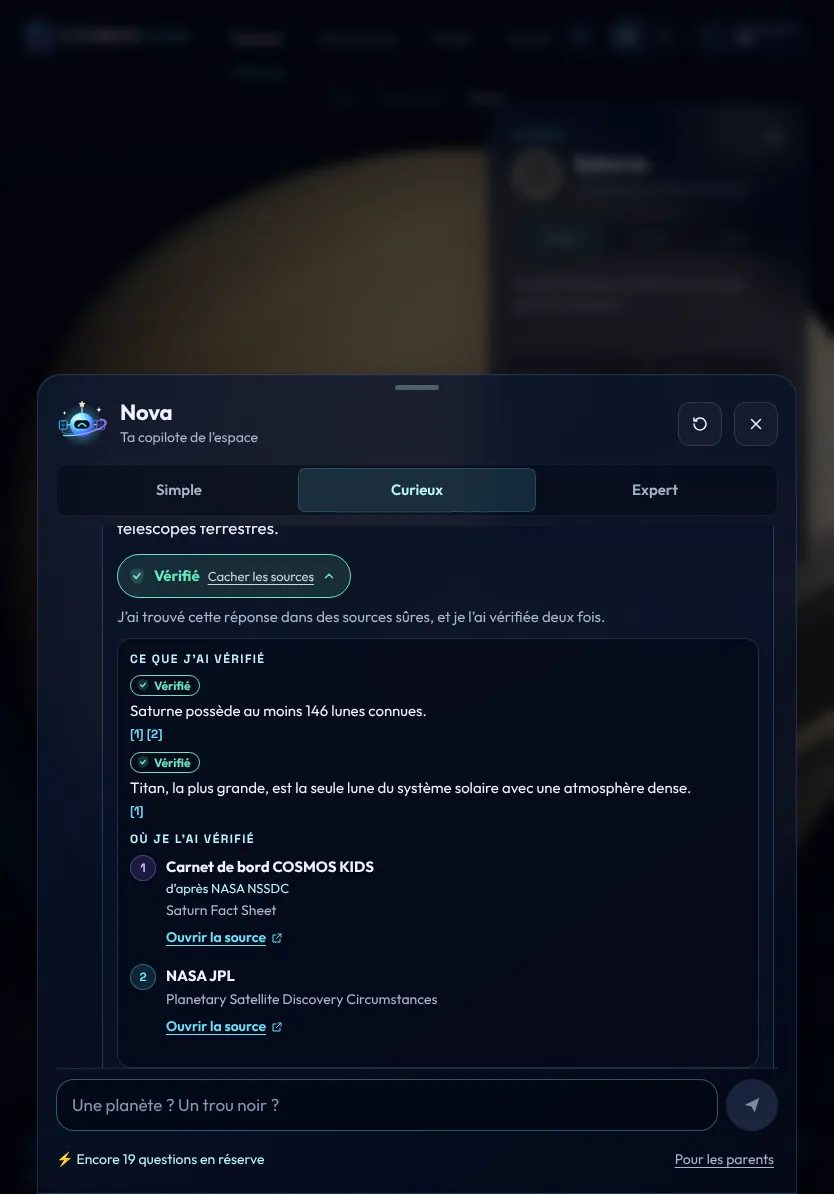 Nova
Ta copilote de l'espace
Simple
Curieux
Expert
télescopes terrestres.
Vérifié Cacher les sources
J'ai trouvé cette réponse dans des sources sûres, et je l'ai vérifiée deux fois.
CE QUE J'AI VÉRIFIÉ
Vérifié
Saturne possède au moins 146 lunes connues.
[1] [2]
Vérifié
Titan, la plus grande, est la seule lune du système solaire avec une atmosphère dense.
[1]
OÙ JE L'AI VÉRIFIÉ
1 Carnet de bord COSMOS KIDS
d'après NASA NSSDC
Saturn Fact Sheet
Ouvrir la source
2 NASA JPL
Planetary Satellite Discovery Circumstances
Ouvrir la source
Une planète ? Un trou noir ?
⚡ Encore 19 questions en réserve
Pour les parents